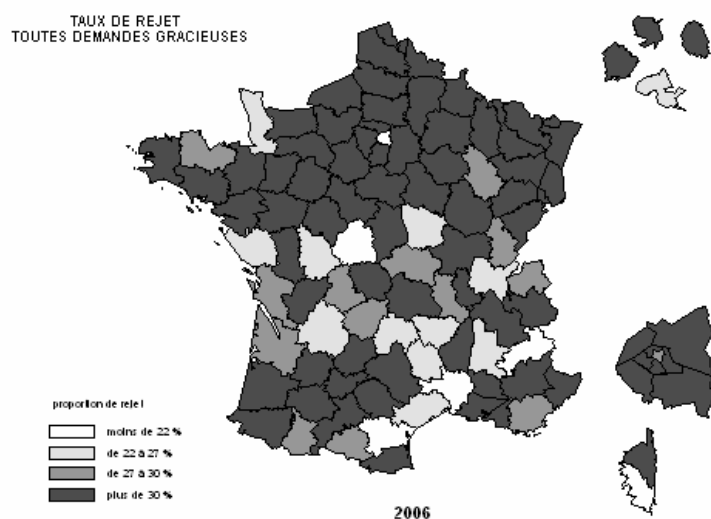 TAUX DE REJET
TOUTES DEMANDES GRACIEUSES
proportion de rejet
moins de 22 %
de 22 à 27 %
de 27 à 30 %
plus de 30 %
2006